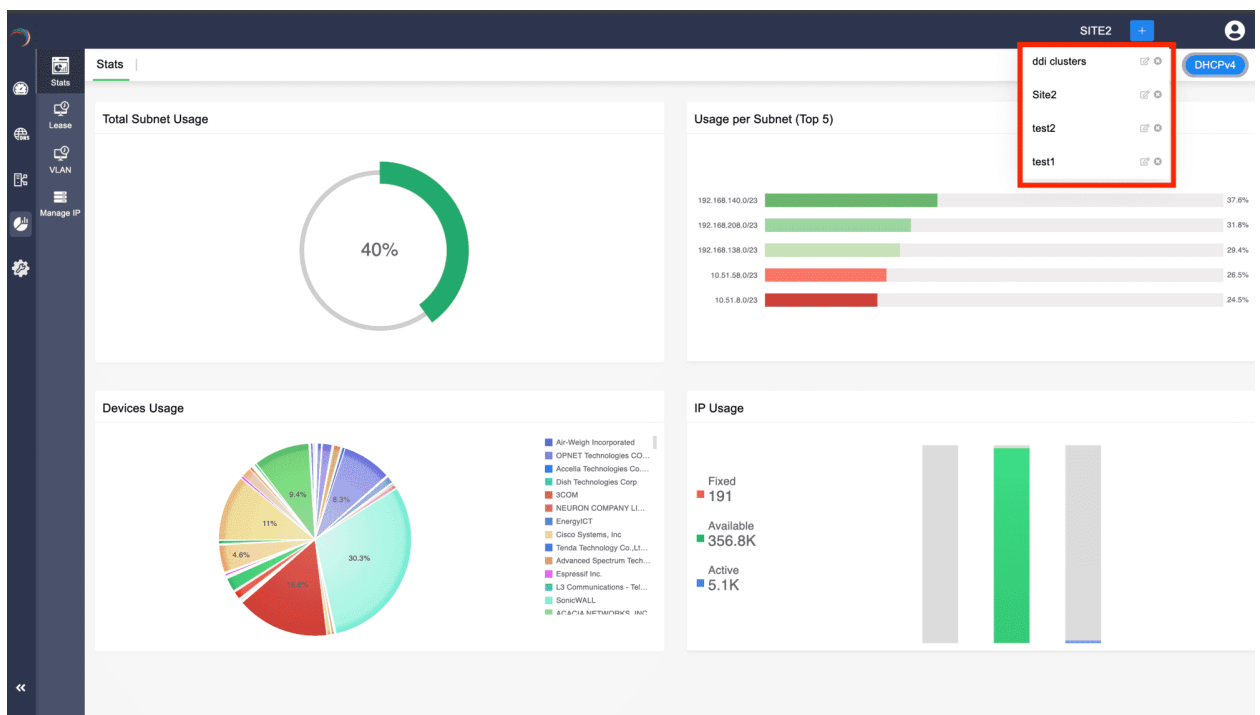 SITE2
+
Stats
Lease
VLAN
Manage IP
DNS
Stats
ddi clusters
Site2
test2
test1
DHCPv4
Total Subnet Usage
40%
Usage per Subnet (Top 5)
192.168.140.0/23 37.6%
192.168.208.0/23 31.8%
192.168.138.0/23 29.4%
10.51.58.0/23 26.5%
10.51.8.0/23 24.5%
Devices Usage
9.4%
8.3%
11%
4.6%
30.3%
Air-Weigh Incorporated
OPNET Technologies CO...
Accella Technologies Co....
Dish Technologies Corp
3COM
NEURON COMPANY LI...
EnergyICT
Cisco Systems, Inc
Tenda Technology Co.,Lt...
Advanced Spectrum Tech...
Espressif Inc.
L3 Communications - Tel...
SonicWALL
ACACIA NETWORKS, INC
IP Usage
Fixed
191
Available
356.8K
Active
5.1K